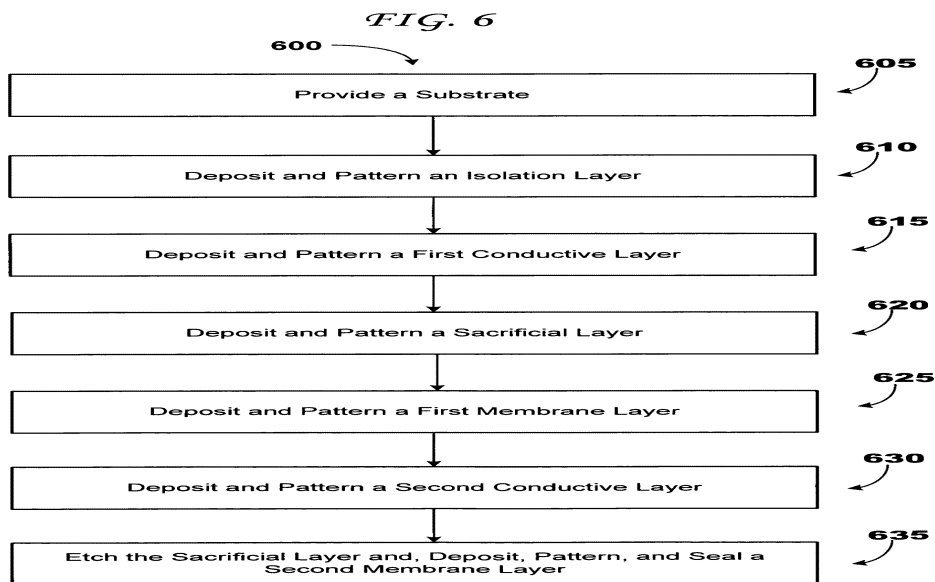 FIG. 6
600
Provide a Substrate
605
Deposit and Pattern an Isolation Layer
610
Deposit and Pattern a First Conductive Layer
615
Deposit and Pattern a Sacrificial Layer
620
Deposit and Pattern a First Membrane Layer
625
Deposit and Pattern a Second Conductive Layer
630
Etch the Sacrificial Layer and, Deposit, Pattern, and Seal a
Second Membrane Layer
635